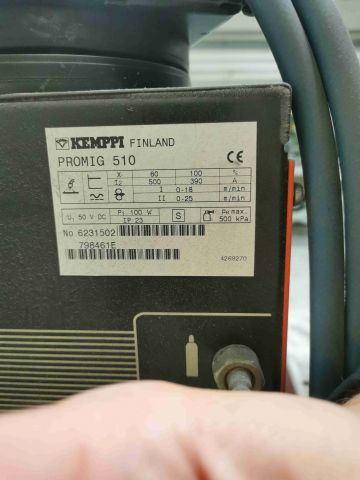 KEMPPI FINLAND
PROMIG 510
CE
X 60 100 %
I2 500 390 A
I 0-18 m/min
II 0-25 m/min
U1 50 V DC P1 100 W IP 23 S Pg max. 500 kPa
No 6231502
798461E
4269270